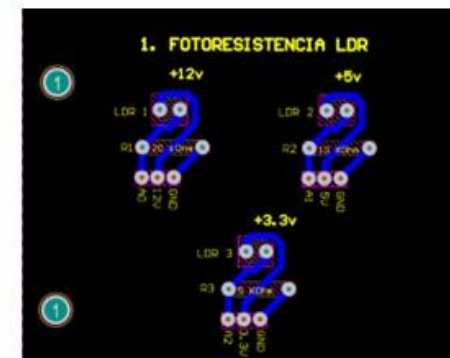 1. FOTORESISTENCIA LDR
+12v
+5v
1
LDR 1
LDR 2
R1
R2
A0 12V GND
A1 5V GND
+3.3v
LDR 3
R3
1
A2 3.3V GND